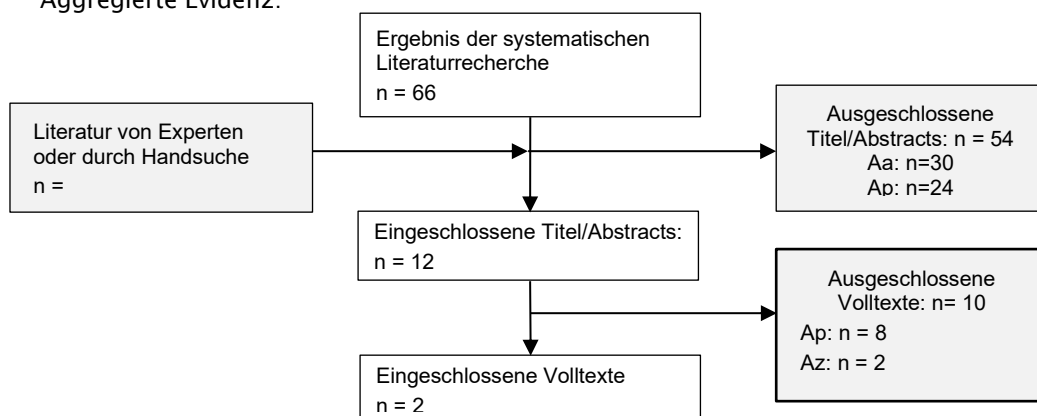 Aggregierte Evidenz:
Ergebnis der systematischen
Literaturrecherche
n = 66
Literatur von Experten
oder durch Handsuche
n =
Ausgeschlossene
Titel/Abstracts: n = 54
Aa: n=30
Ap: n=24
Eingeschlossene Titel/Abstracts:
n = 12
Ausgeschlossene
Volltexte: n= 10
Ap: n = 8
Az: n = 2
Eingeschlossene Volltexte
n = 2